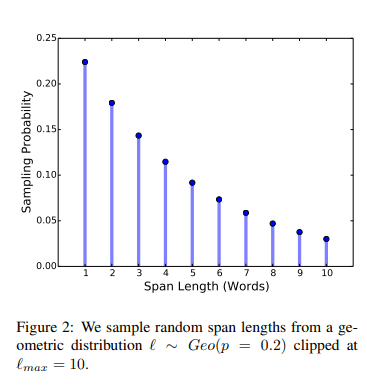 0.25
0.20
0.15
0.10
0.05
0.00
Sampling Probability
1 2 3 4 5 6 7 8 9 10
Span Length (Words)
Figure 2: We sample random span lengths from a ge-
ometric distribution ℓ ∼ Geo(p = 0.2) clipped at
ℓmax = 10.